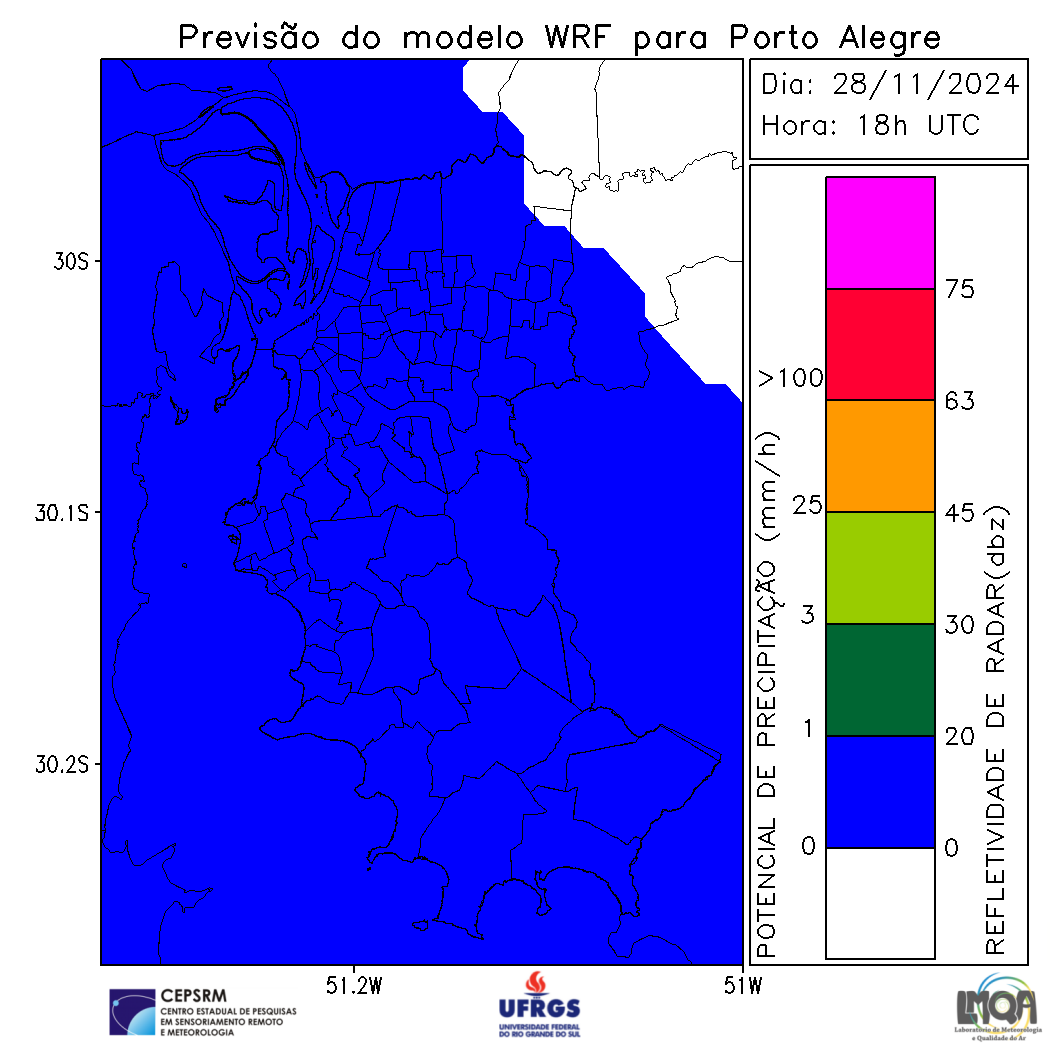 Previsão do modelo WRF para Porto Alegre
Dia: 28/11/2024
Hora: 18h UTC
30S
30.1S
30.2S
51.2W
51W
POTENCIAL DE PRECIPITAÇÃO (mm/h)
>100
25
3
1
0
75
63
45
30
20
0
REFLETIVIDADE DE RADAR(dbz)
CEPSRM
CENTRO ESTADUAL DE PESQUISAS
EM SENSORIAMENTO REMOTO
E METEOROLOGIA
UFRGS
UNIVERSIDADE FEDERAL
DO RIO GRANDE DO SUL
LMQA
Laboratório de Meteorologia
e Qualidade do Ar